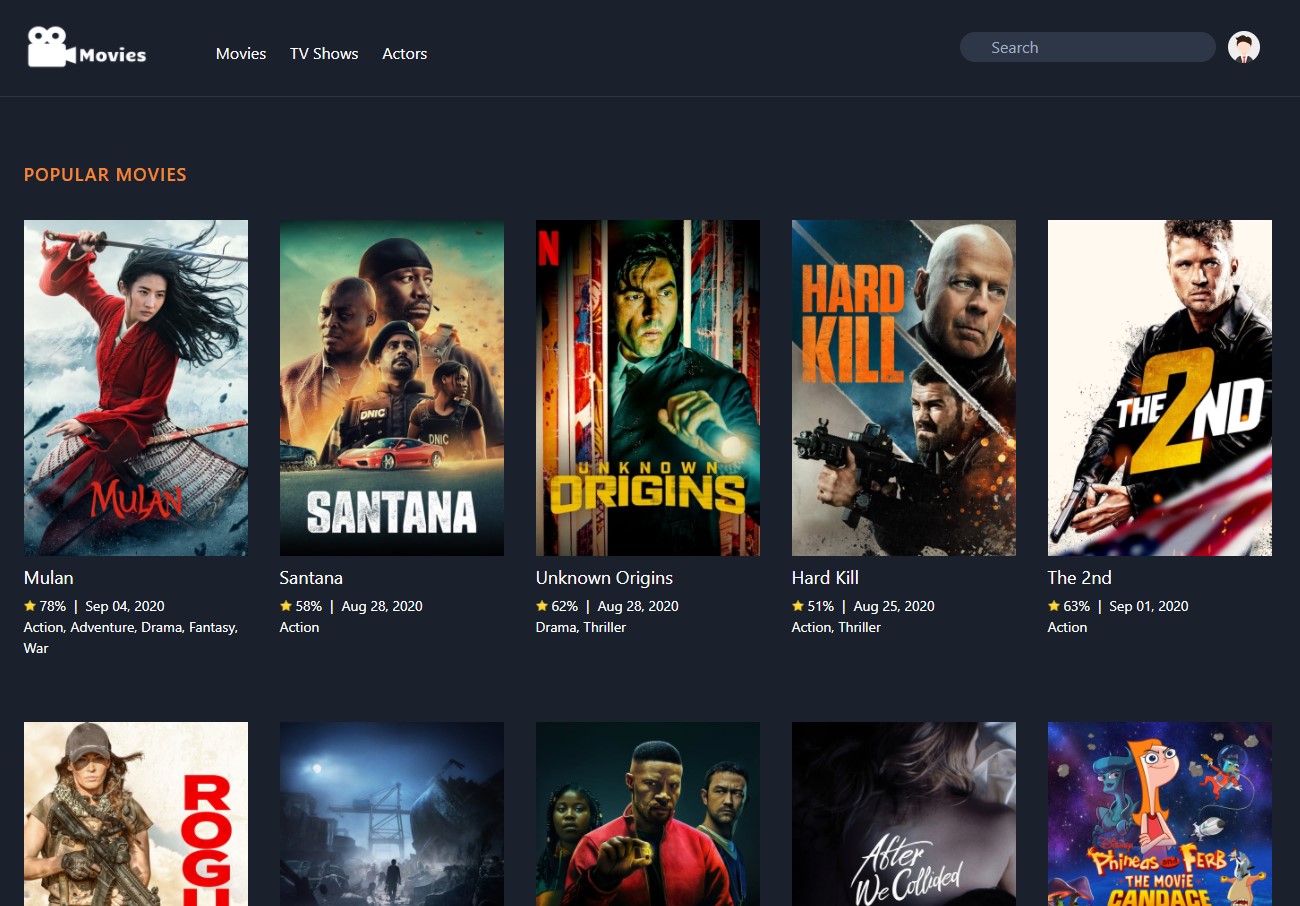 Movies
Movies TV Shows Actors
Search
POPULAR MOVIES
MULAN
DNIC
DNIC
SANTANA
N
UNKNOWN
ORIGINS
HARD
KILL
THE 2ND
Mulan
78% | Sep 04, 2020
Action, Adventure, Drama, Fantasy,
War
Santana
58% | Aug 28, 2020
Action
Unknown Origins
62% | Aug 28, 2020
Drama, Thriller
Hard Kill
51% | Aug 25, 2020
Action, Thriller
The 2nd
63% | Sep 01, 2020
Action
ROGU
After
We Collided
Disney
Phineas and Ferb
THE MOVIE
CANDACE